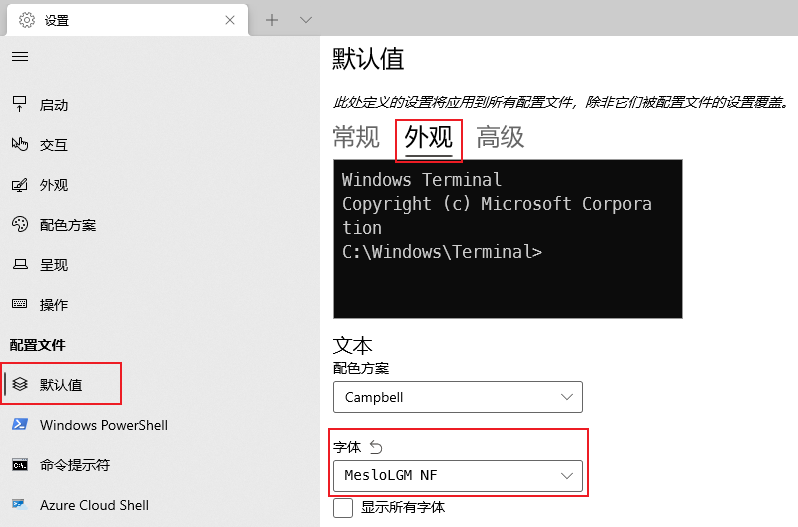 设置
启动
交互
外观
配色方案
呈现
操作
配置文件
默认值
Windows PowerShell
命令提示符
Azure Cloud Shell
默认值
此处定义的设置将应用到所有配置文件，除非它们被配置文件的设置覆盖。
常规 外观 高级
Windows Terminal
Copyright (c) Microsoft Corpora
tion
C:\Windows\Terminal>
文本
配色方案
Campbell
字体
MesloLGM NF
显示所有字体